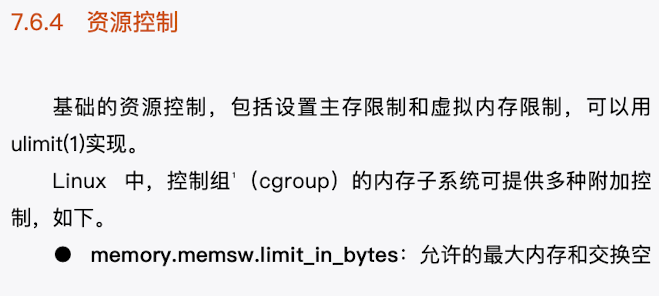 7.6.4 资源控制
基础的资源控制，包括设置主存限制和虚拟内存限制，可以用
ulimit(1)实现。
Linux 中，控制组¹（cgroup）的内存子系统可提供多种附加控
制，如下。
● memory.memsw.limit_in_bytes：允许的最大内存和交换空